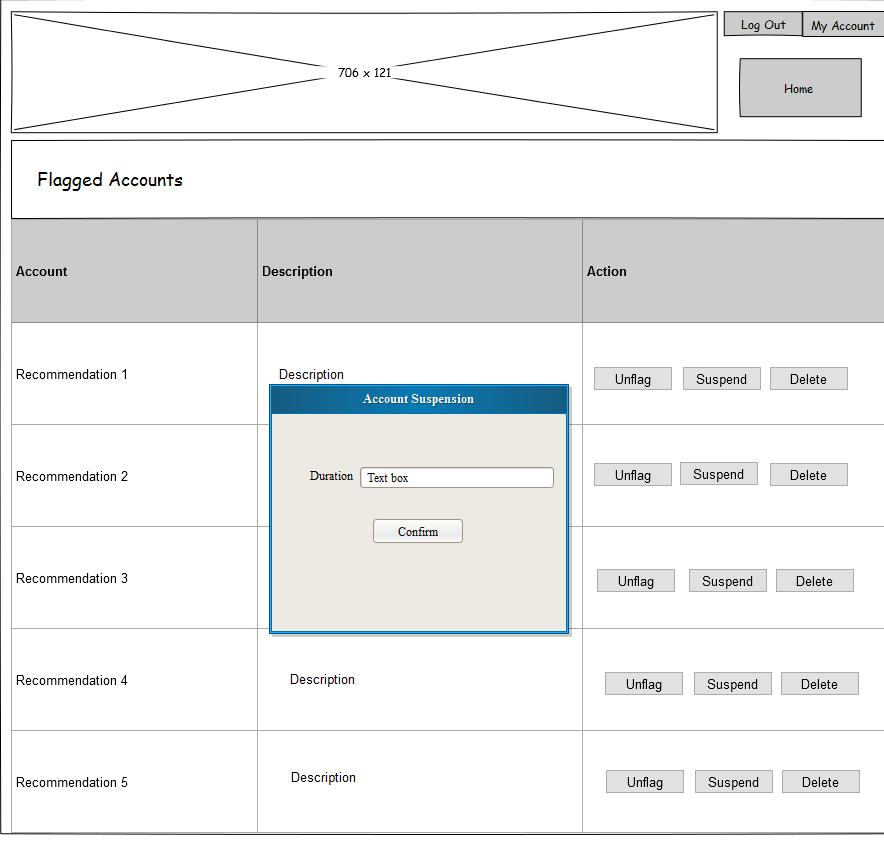 Log Out
My Account
706 x 121
Home
Flagged Accounts
Account
Description
Action
Recommendation 1
Description
Unflag
Suspend
Delete
Account Suspension
Recommendation 2
Duration
Text box
Unflag
Suspend
Delete
Confirm
Recommendation 3
Unflag
Suspend
Delete
Recommendation 4
Description
Unflag
Suspend
Delete
Recommendation 5
Description
Unflag
Suspend
Delete